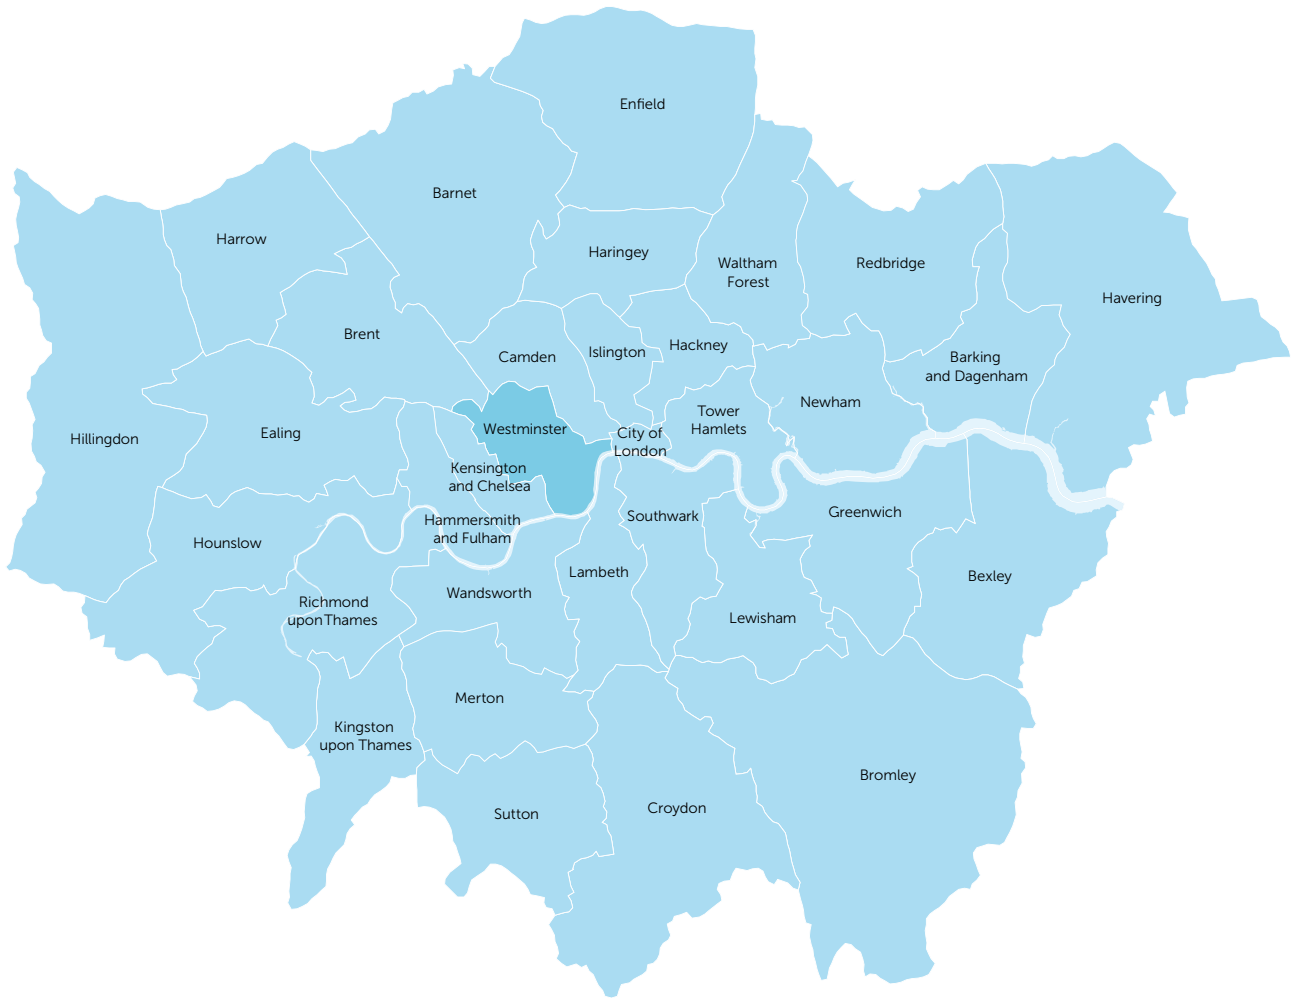 Enfield
Barnet
Harrow
Haringey
Waltham
Forest
Redbridge
Havering
Brent
Camden
Islington
Hackney
Barking
and Dagenham
Newham
Tower
Hamlets
Westminster
City of
London
Ealing
Hillingdon
Kensington
and Chelsea
Hammersmith
and Fulham
Southwark
Greenwich
Hounslow
Lambeth
Bexley
Wandsworth
Richmond
upon Thames
Lewisham
Merton
Kingston
upon Thames
Bromley
Sutton
Croydon